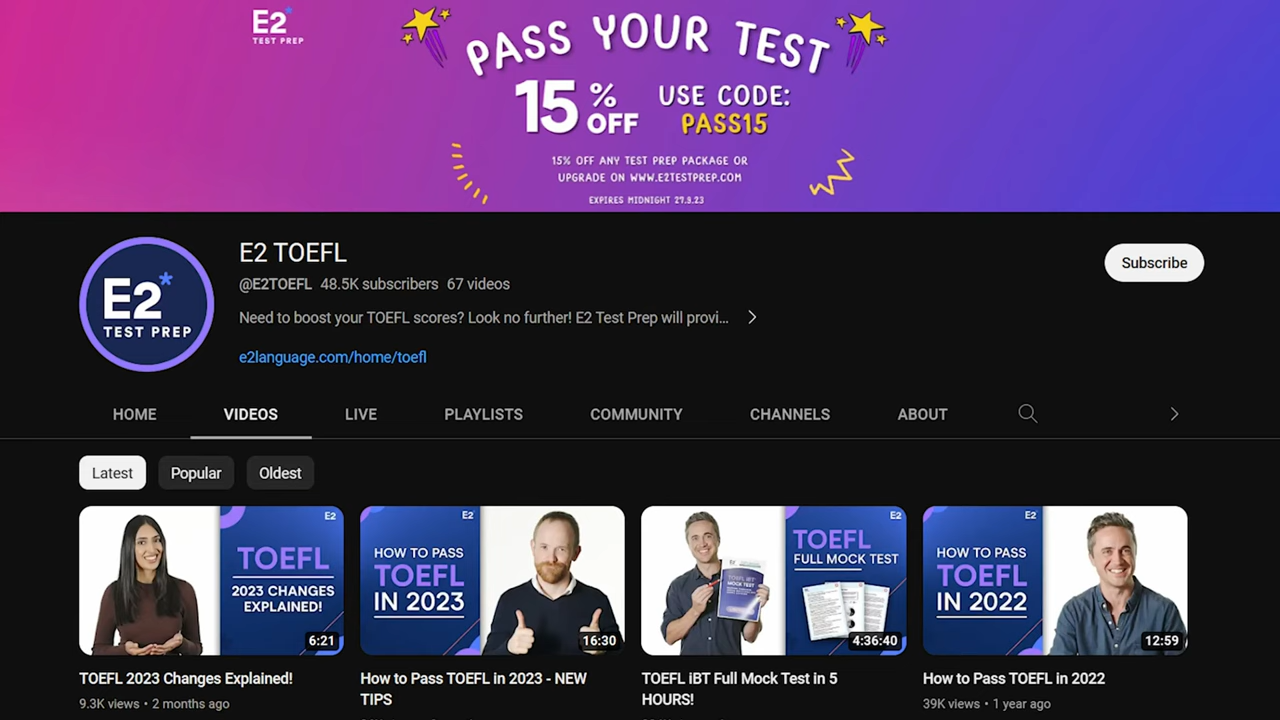 E2*
TEST PREP
PASS YOUR TEST
15% OFF
USE CODE:
PASS15
15% OFF ANY TEST PREP PACKAGE OR
UPGRADE ON WWW.E2TESTPREP.COM
EXPIRES MIDNIGHT 27.9.23
E2*
TEST PREP
E2 TOEFL
@E2TOEFL 48.5K subscribers 67 videos
Need to boost your TOEFL scores? Look no further! E2 Test Prep will provi...
e2language.com/home/toefl
Subscribe
HOME VIDEOS LIVE PLAYLISTS COMMUNITY CHANNELS ABOUT
Latest Popular Oldest
E2
TOEFL
2023 CHANGES
EXPLAINED!
6:21
E2
HOW TO PASS
TOEFL
IN 2023
16:30
E2
TOEFL
FULL MOCK TEST
E2
TOEFL iBT
MOCK TEST
4:36:40
E2
HOW TO PASS
TOEFL
IN 2022
12:59
TOEFL 2023 Changes Explained!
9.3K views • 2 months ago
How to Pass TOEFL in 2023 - NEW
TIPS
TOEFL iBT Full Mock Test in 5
HOURS!
How to Pass TOEFL in 2022
39K views • 1 year ago